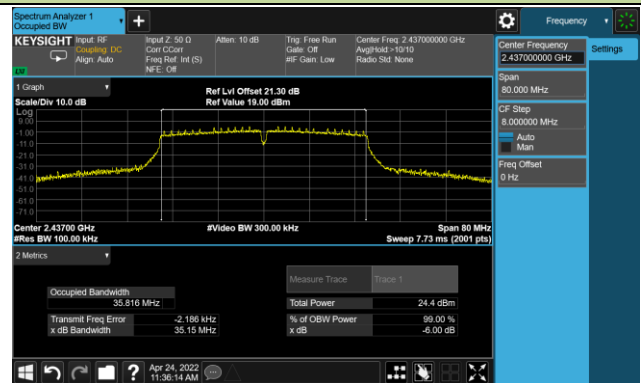 Spectrum Analyzer 1
Occupied BW
+
Frequency
KEYSIGHT
Input: RF
Coupling: DC
Align: Auto
Input Z: 50 Ω
Corr CCorr
Freq Ref: Int (S)
NFE: Off
Atten: 10 dB
Trig: Free Run
Gate: Off
#IF Gain: Low
Center Freq: 2.437000000 GHz
Avg|Hold:>10/10
Radio Std: None
Center Frequency
2.437000000 GHz
Settings
Span
80.000 MHz
CF Step
8.000000 MHz
Auto
Man
Freq Offset
0 Hz
1 Graph
Scale/Div 10.0 dB
Ref Lvl Offset 21.30 dB
Ref Value 19.00 dBm
Log
9.00
-1.00
-11.0
-21.0
-31.0
-41.0
-51.0
-61.0
-71.0
Center 2.43700 GHz
#Res BW 100.00 kHz
#Video BW 300.00 kHz
Span 80 MHz
Sweep 7.73 ms (2001 pts)
2 Metrics
Measure Trace
Trace 1
Occupied Bandwidth
35.816 MHz
Total Power
24.4 dBm
Transmit Freq Error
-2.186 kHz
% of OBW Power
99.00 %
x dB Bandwidth
35.15 MHz
x dB
-6.00 dB
?
Apr 24, 2022
11:36:14 AM